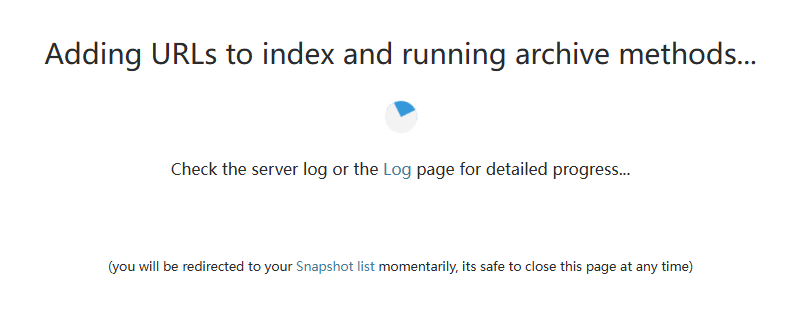 Adding URLs to index and running archive methods...
Check the server log or the Log page for detailed progress...
(you will be redirected to your Snapshot list momentarily, its safe to close this page at any time)